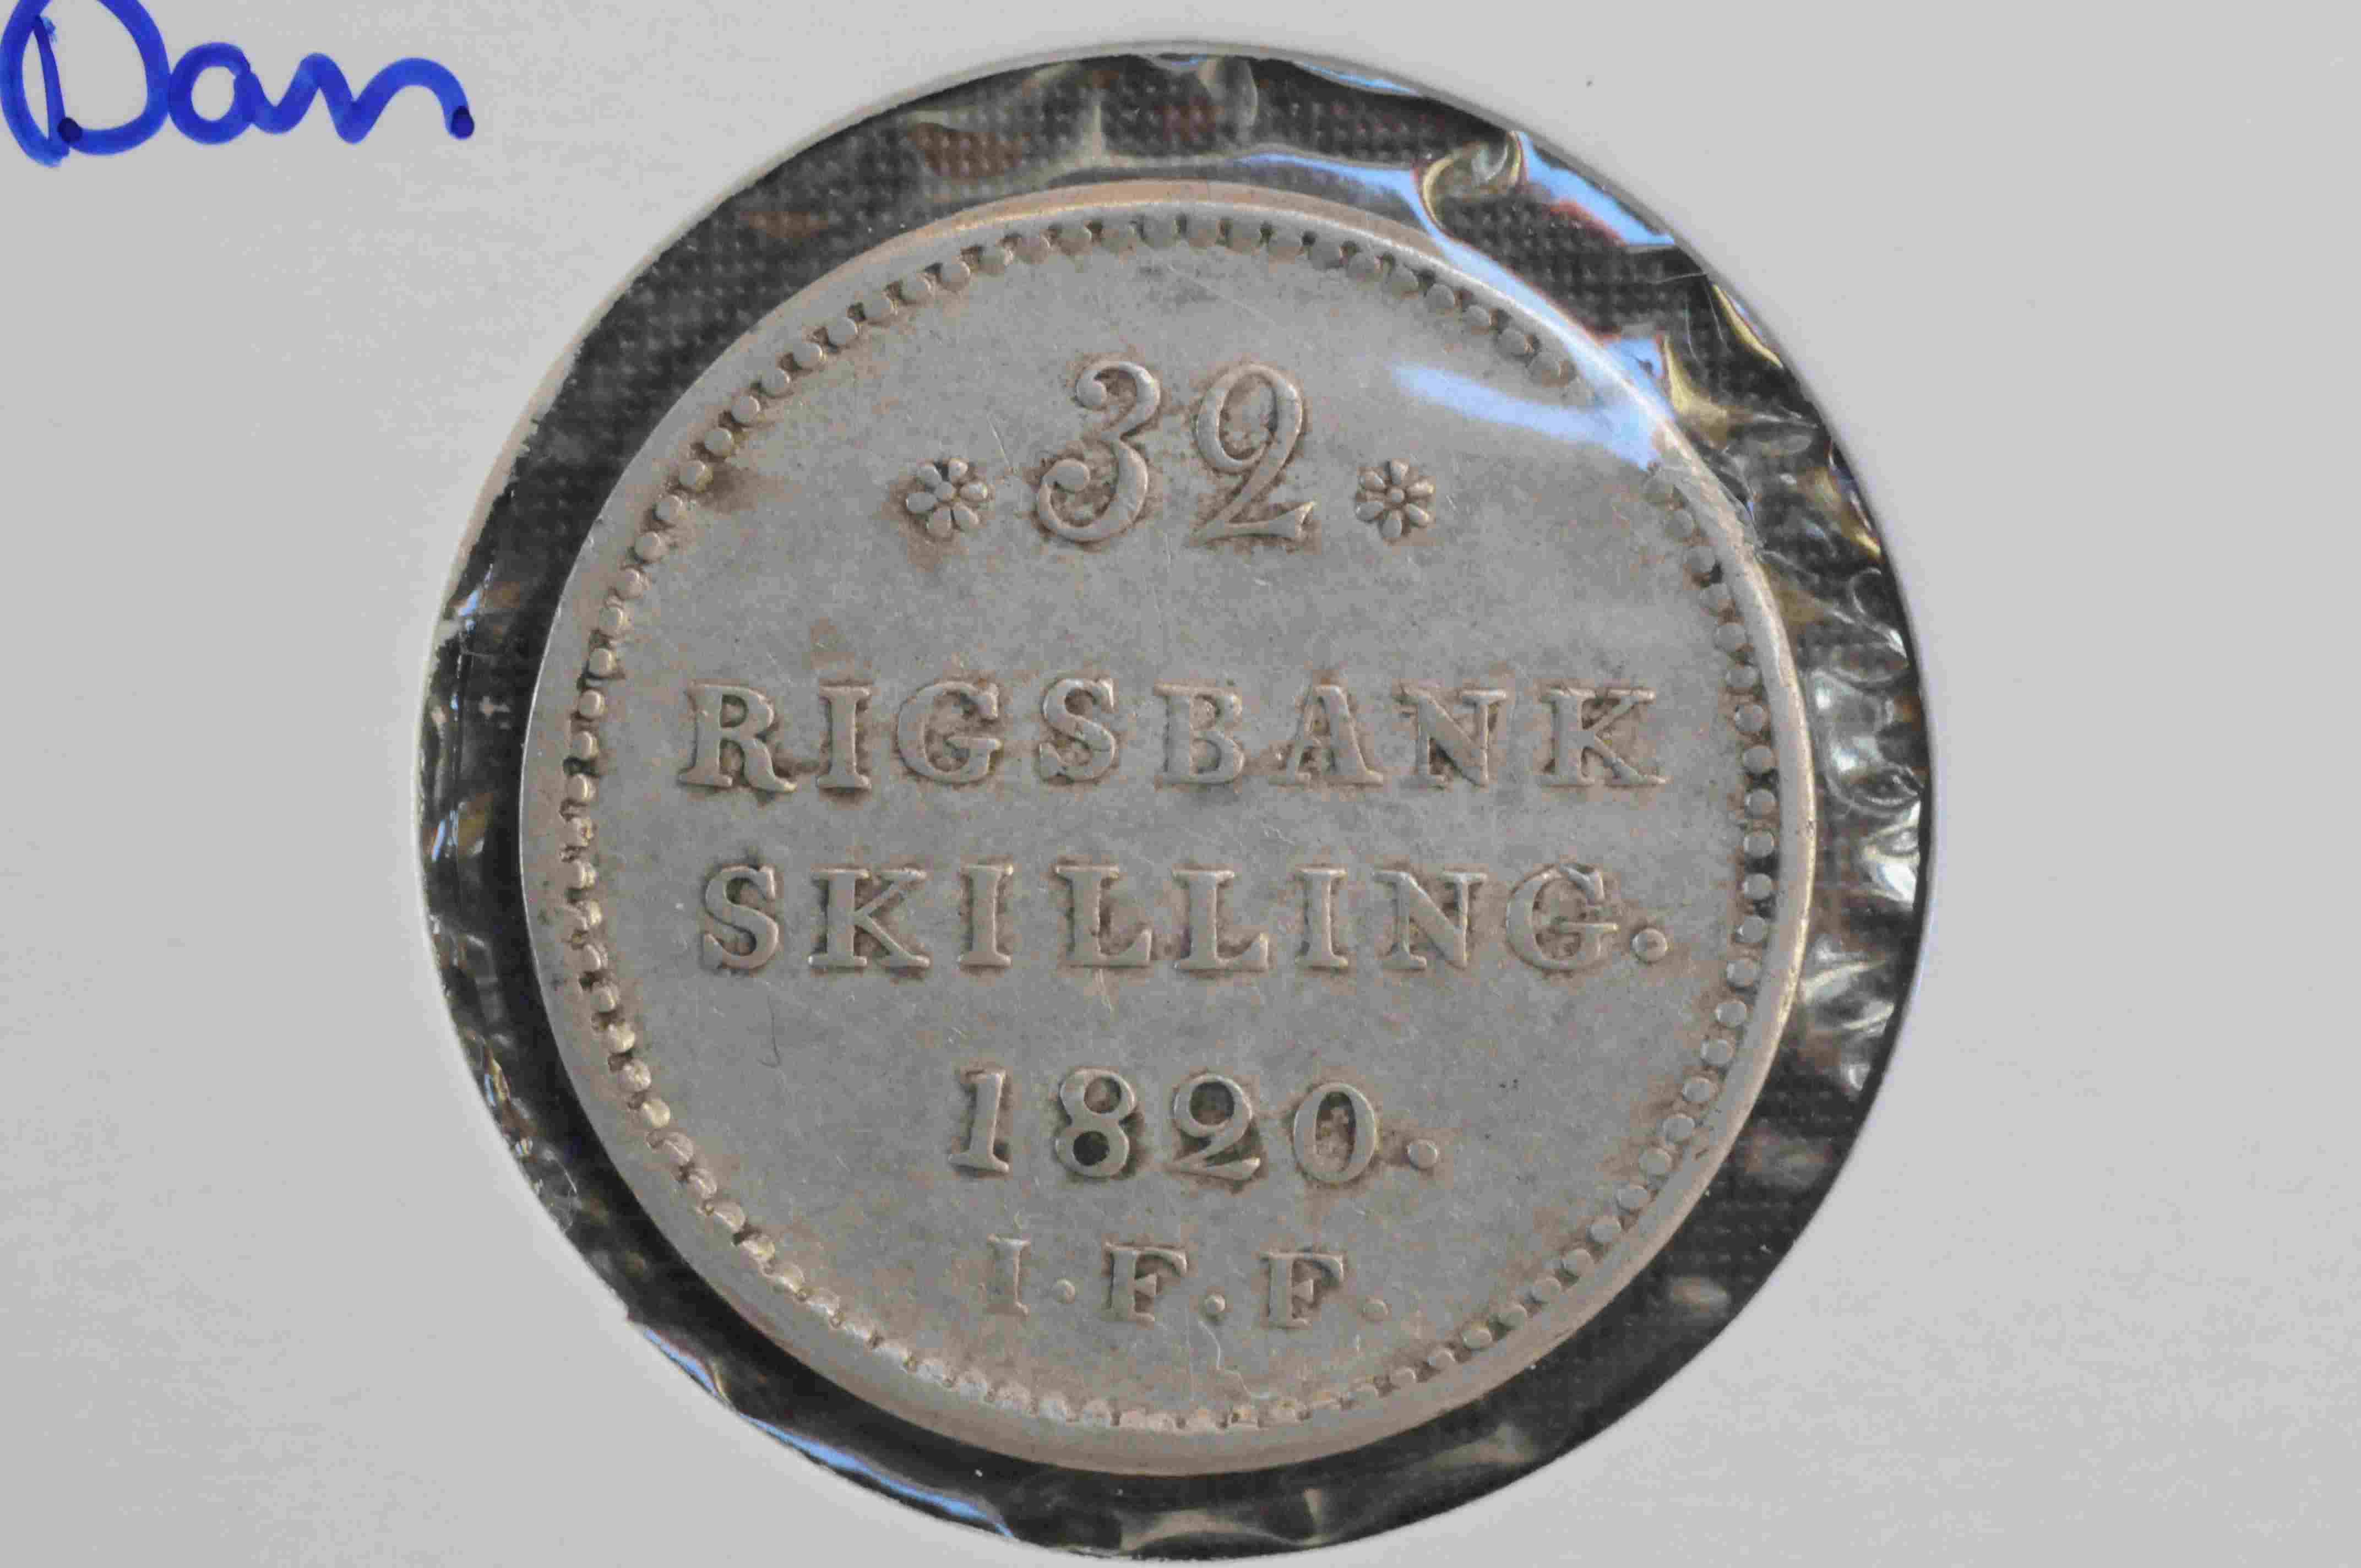 Dan.
32
RIGSBANK
SKILLING.
1820.
I. F. F.